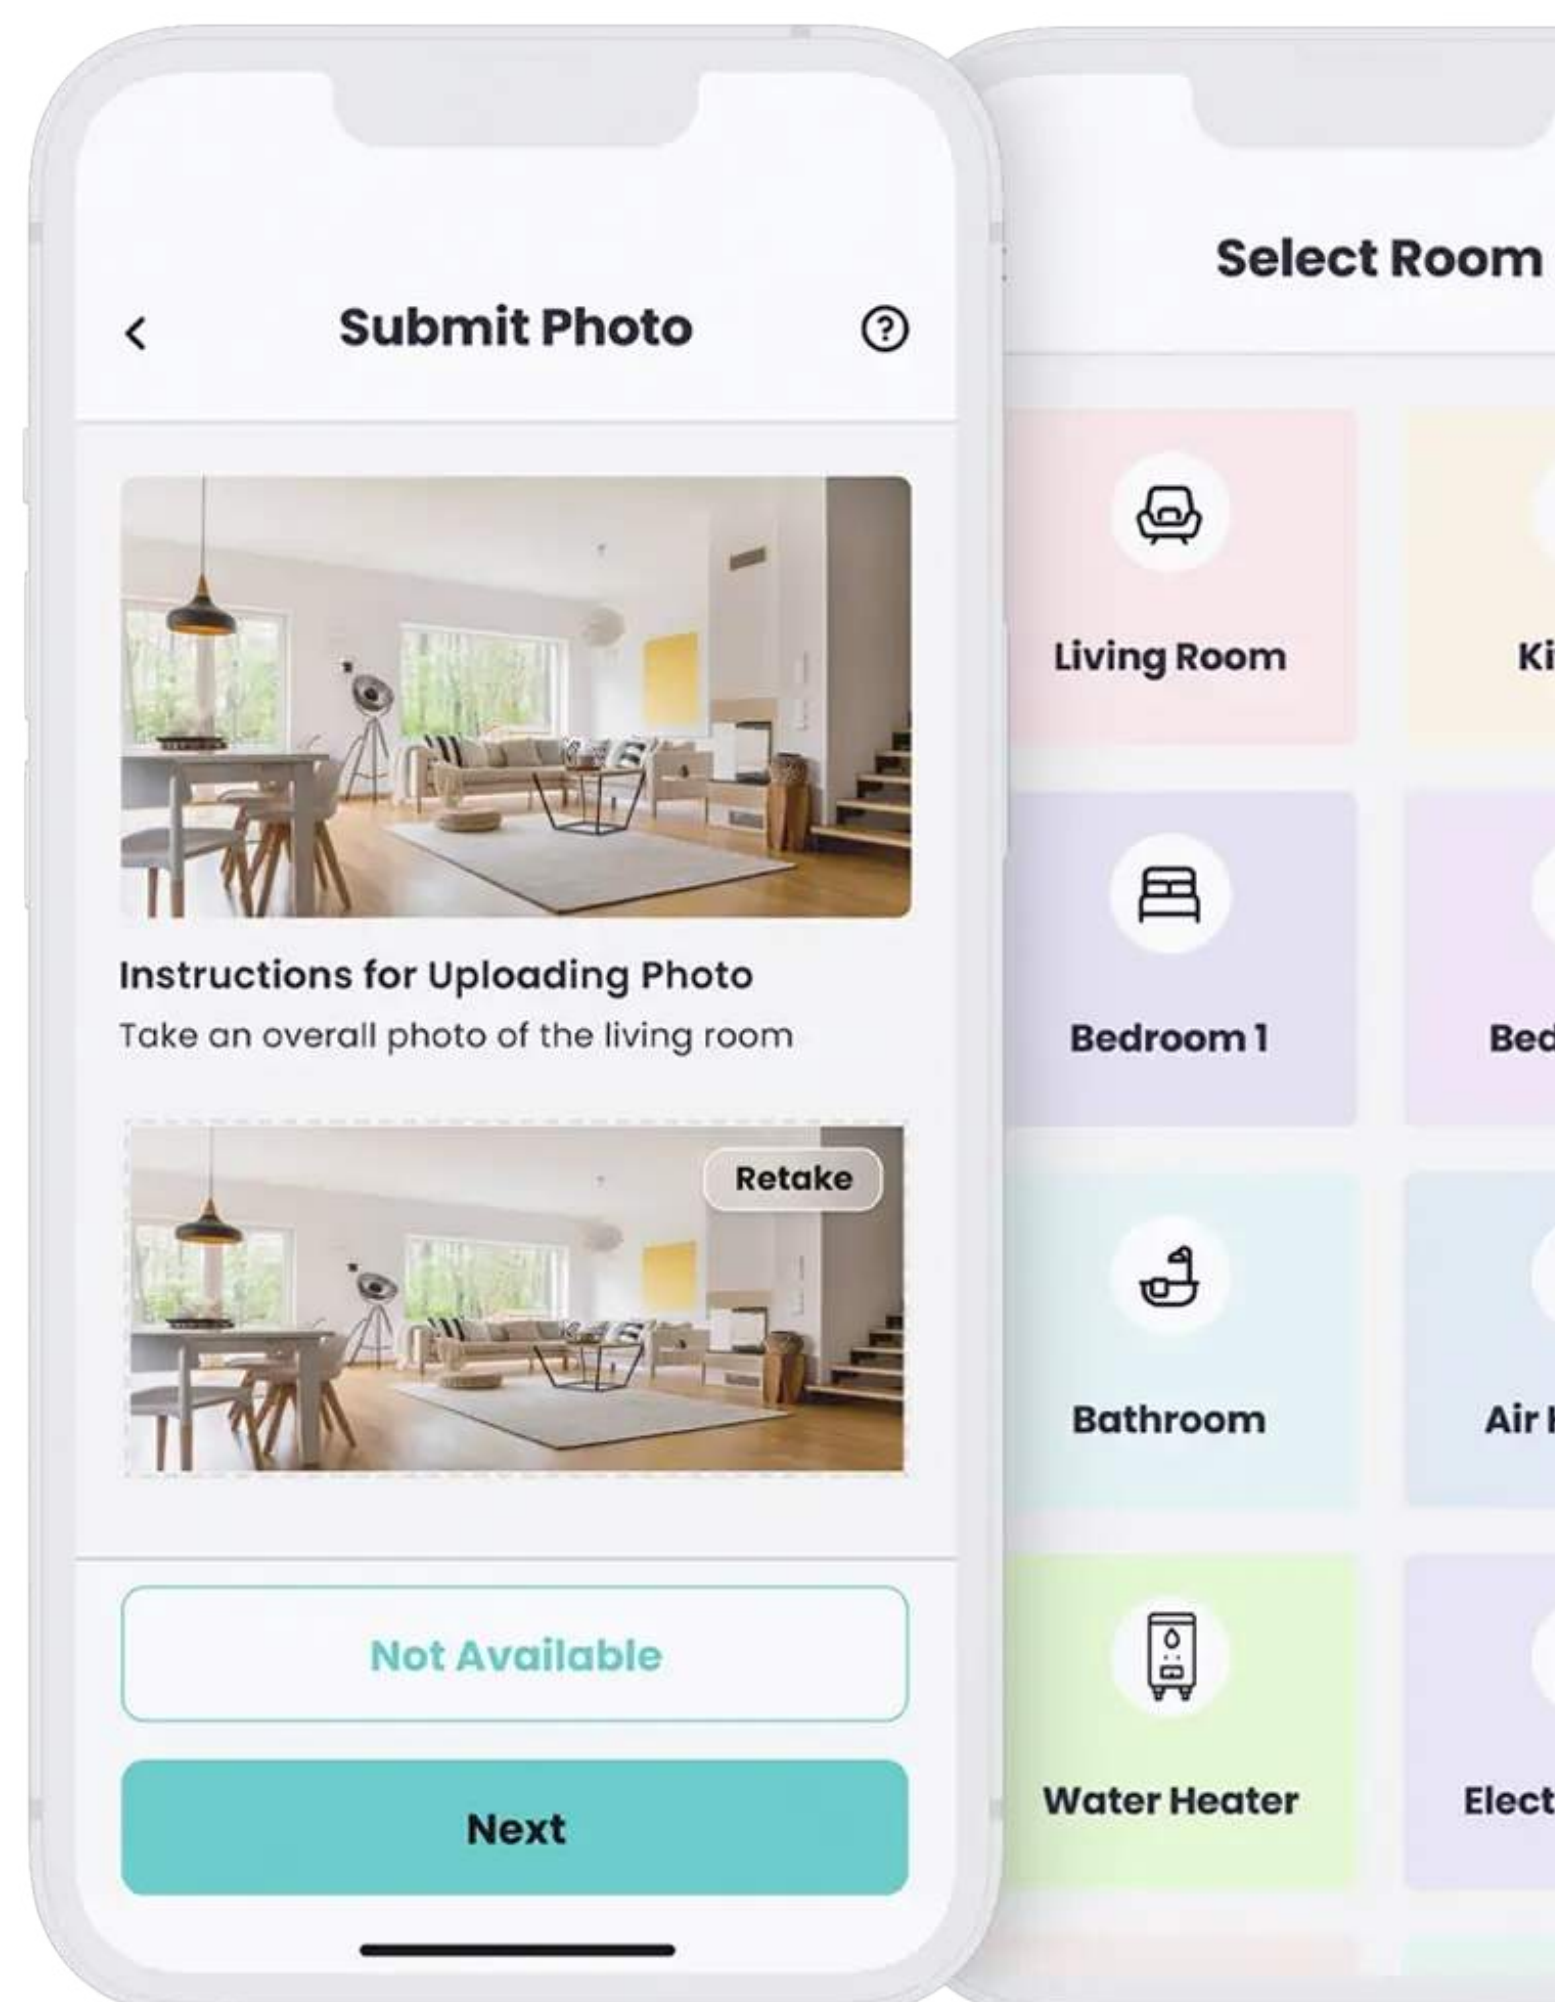 Submit Photo
Instructions for Uploading Photo
Take an overall photo of the living room
Retake
Not Available
Next
Select Room
Living Room
Bedroom 1
Bathroom
Air
Water Heater